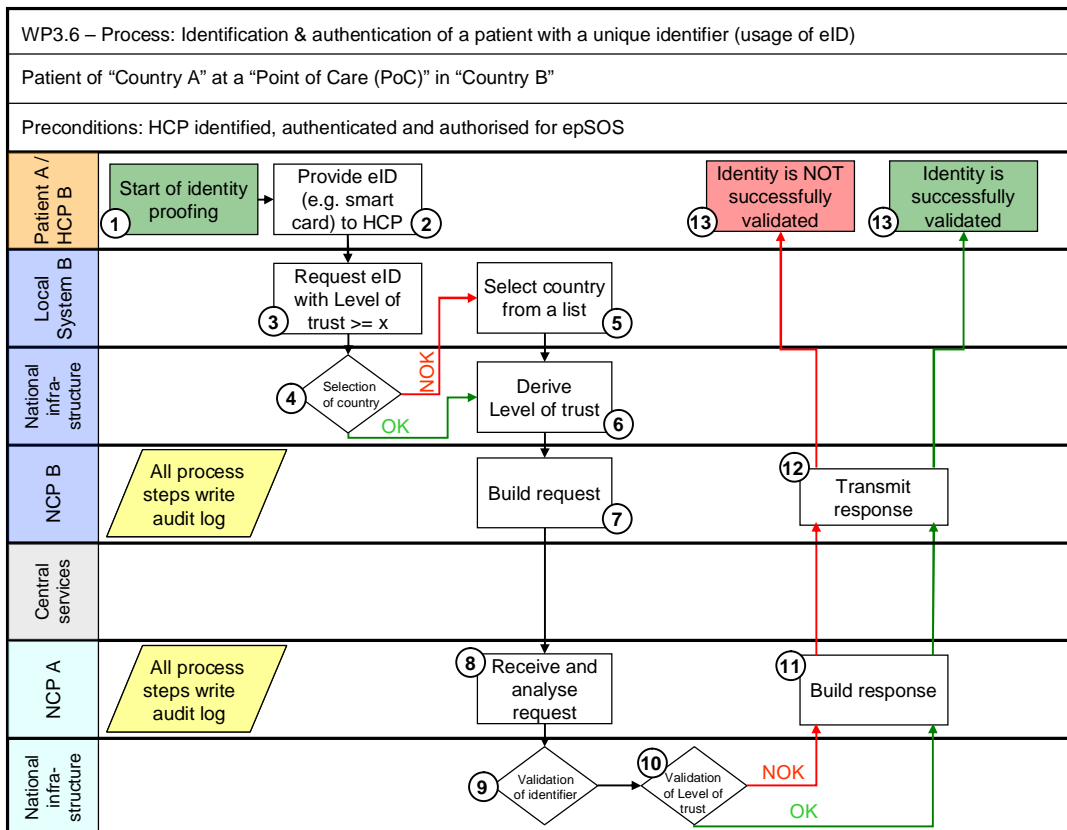 WP3.6 – Process: Identification & authentication of a patient with a unique identifier (usage of eID)
Patient of “Country A” at a “Point of Care (PoC)” in “Country B”
Preconditions: HCP identified, authenticated and authorised for epSOS
Patient A /
HCP B
Start of identity
proofing
1
Provide eID
(e.g. smart
card) to HCP
2
Identity is NOT
successfully
validated
13
Identity is
successfully
validated
13
Local
System B
Request eID
with Level of
trust >= x
3
Select country
from a list
5
National
infra-
structure
Selection
of country
4
NOK
OK
Derive
Level of trust
6
NCP B
All process
steps write
audit log
Build request
7
12
Transmit
response
Central
services
NCP A
All process
steps write
audit log
8
Receive and
analyse
request
11
Build response
National
infra-
structure
9
Validation
of identifier
10
Validation
of Level of
trust
NOK
OK